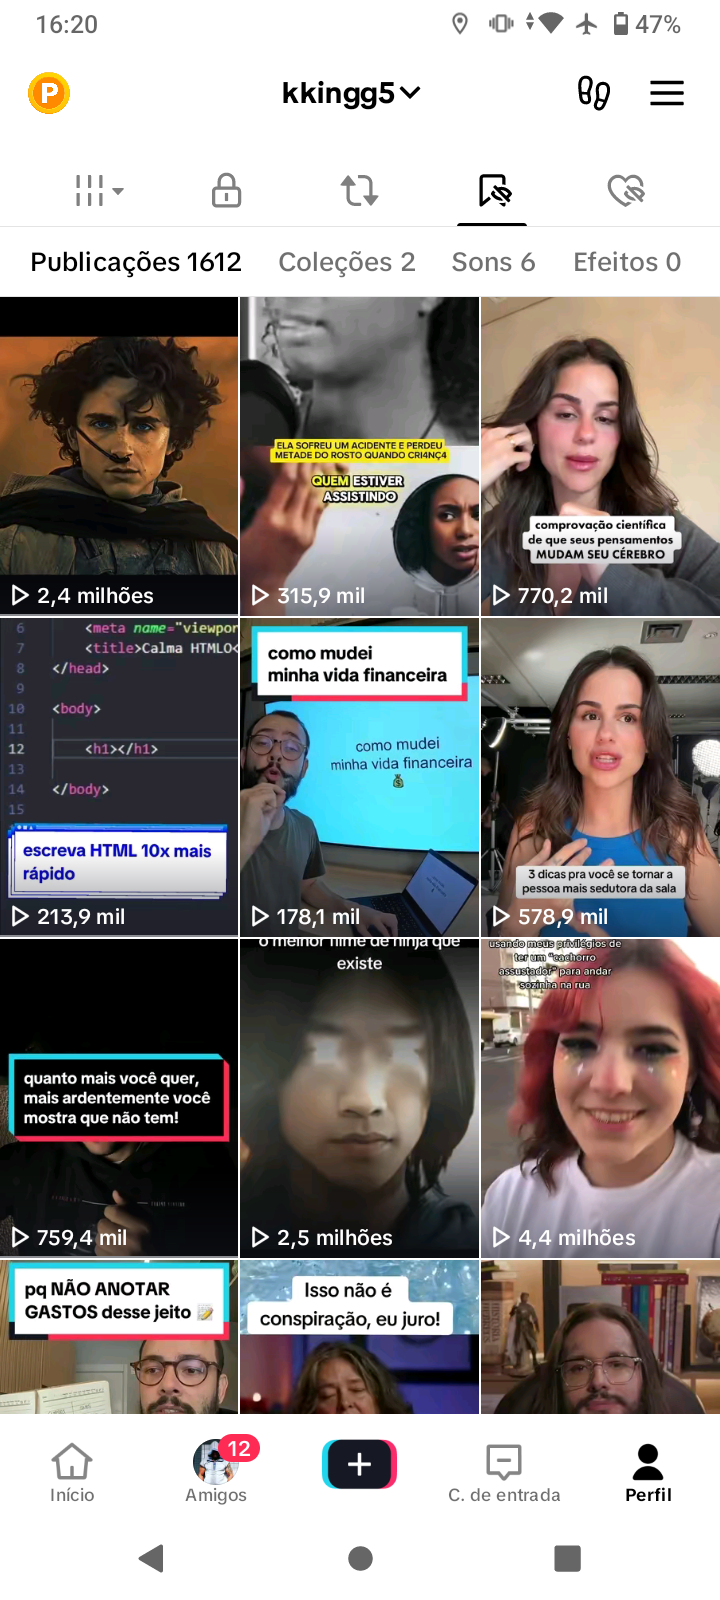 16:20
47%
P
kkingg5
Publicações 1612
Coleções 2
Sons 6
Efeitos 0
2,4 milhões
ELA SOFREU UM ACIDENTE E PERDEU
METADE DO ROSTO QUANDO CRI4NÇ4
QUEM ESTIVER
ASSISTINDO
315,9 mil
comprovação científica
de que seus pensamentos
MUDAM SEU CÉREBRO
770,2 mil
6 <meta name="viewpor
7 <title>Calma HTMLO<
8 </head>
9
10 <body>
11
12 <h1></h1>
13
14 </body>
15
escreva HTML 10x mais
rápido
213,9 mil
como mudei
minha vida financeira
como mudei
minha vida financeira
178,1 mil
3 dicas pra você se tornar a
pessoa mais sedutora da sala
578,9 mil
quanto mais você quer,
mais ardentemente você
mostra que não tem!
759,4 mil
o melhor filme de ninja que
existe
2,5 milhões
usando meus privilégios de
ter um "cachorro
assustador" para andar
sozinha na rua
4,4 milhões
pq NÃO ANOTAR
GASTOS desse jeito
Isso não é
conspiração, eu juro!
Início
12
Amigos
C. de entrada
Perfil